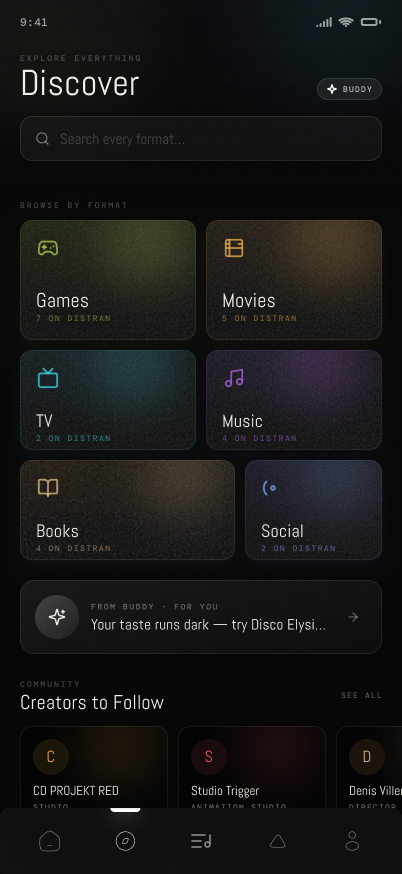 9:41
EXPLORE EVERYTHING
Discover
BUDDY
Search every format…
BROWSE BY FORMAT
Games
7 ON DISTRAN
Movies
5 ON DISTRAN
TV
2 ON DISTRAN
Music
4 ON DISTRAN
Books
4 ON DISTRAN
Social
2 ON DISTRAN
FROM BUDDY · FOR YOU
Your taste runs dark — try Disco Elysi…
COMMUNITY
Creators to Follow
SEE ALL
C
CD PROJEKT RED
STUDIO
S
Studio Trigger
ANIMATION STUDIO
D
Denis Viller
DIRECTOR